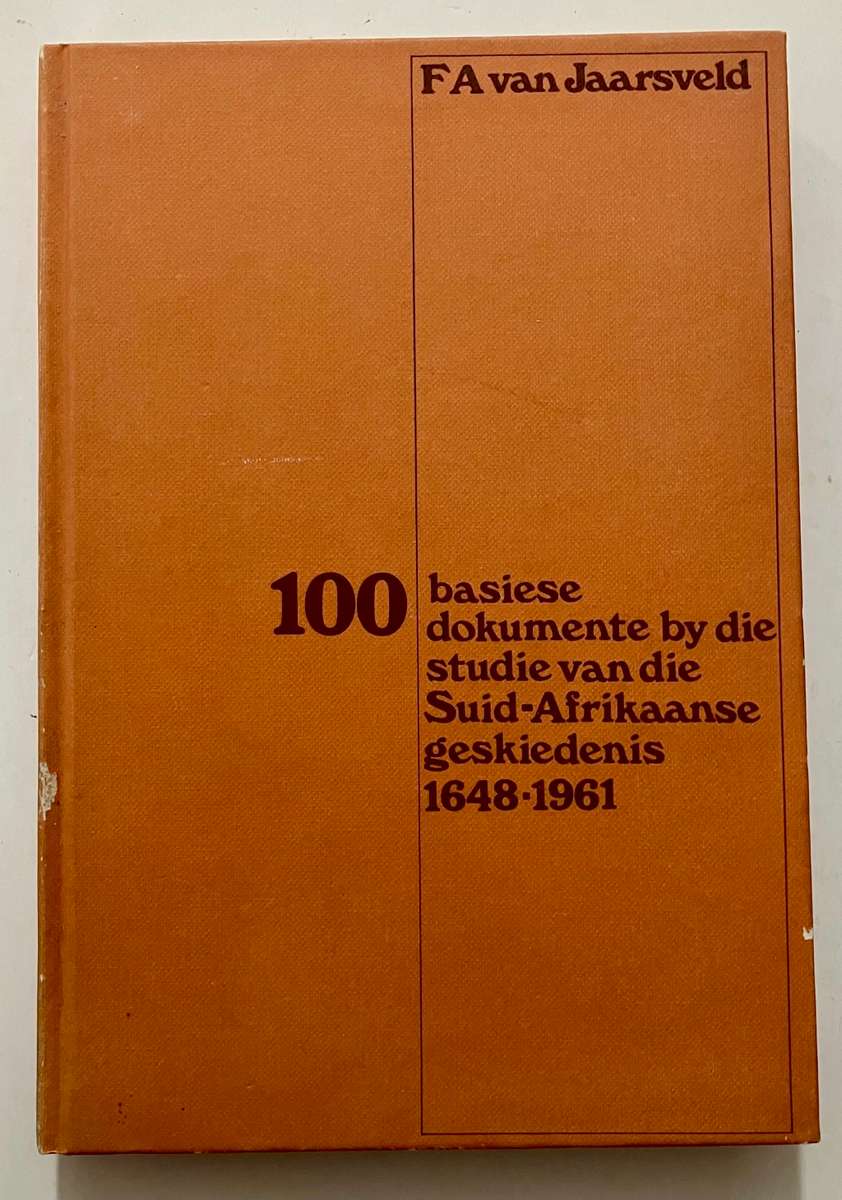 F A van Jaarsveld
100 basiese
dokumente by die
studie van die
Suid-Afrikaanse
geskiedenis
1648-1961